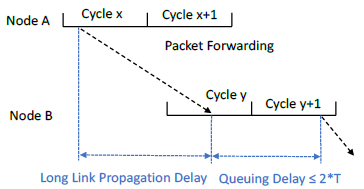 Cycle x Cycle x+1
Node A
Packet Forwarding
Cycle y Cycle y+1
Node B
Long Link Propagation Delay Queuing Delay ≤ 2*T